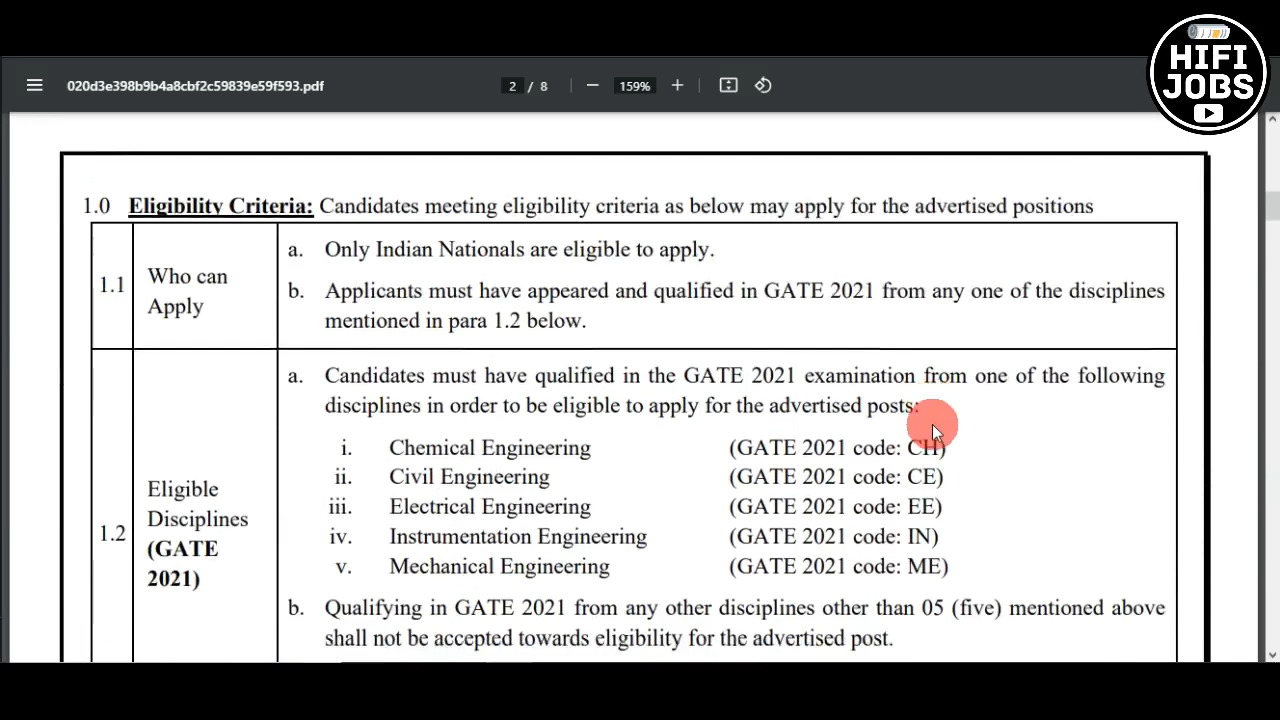 HIFI
JOBS
020d3e398b9b4a8cbf2c59839e59f593.pdf
2 / 8
159%
1.0 Eligibility Criteria: Candidates meeting eligibility criteria as below may apply for the advertised positions
1.1
Who can
Apply
a. Only Indian Nationals are eligible to apply.
b. Applicants must have appeared and qualified in GATE 2021 from any one of the disciplines
mentioned in para 1.2 below.
1.2
Eligible
Disciplines
(GATE
2021)
a. Candidates must have qualified in the GATE 2021 examination from one of the following
disciplines in order to be eligible to apply for the advertised posts:
i. Chemical Engineering (GATE 2021 code: CH)
ii. Civil Engineering (GATE 2021 code: CE)
iii. Electrical Engineering (GATE 2021 code: EE)
iv. Instrumentation Engineering (GATE 2021 code: IN)
v. Mechanical Engineering (GATE 2021 code: ME)
b. Qualifying in GATE 2021 from any other disciplines other than 05 (five) mentioned above
shall not be accepted towards eligibility for the advertised post.